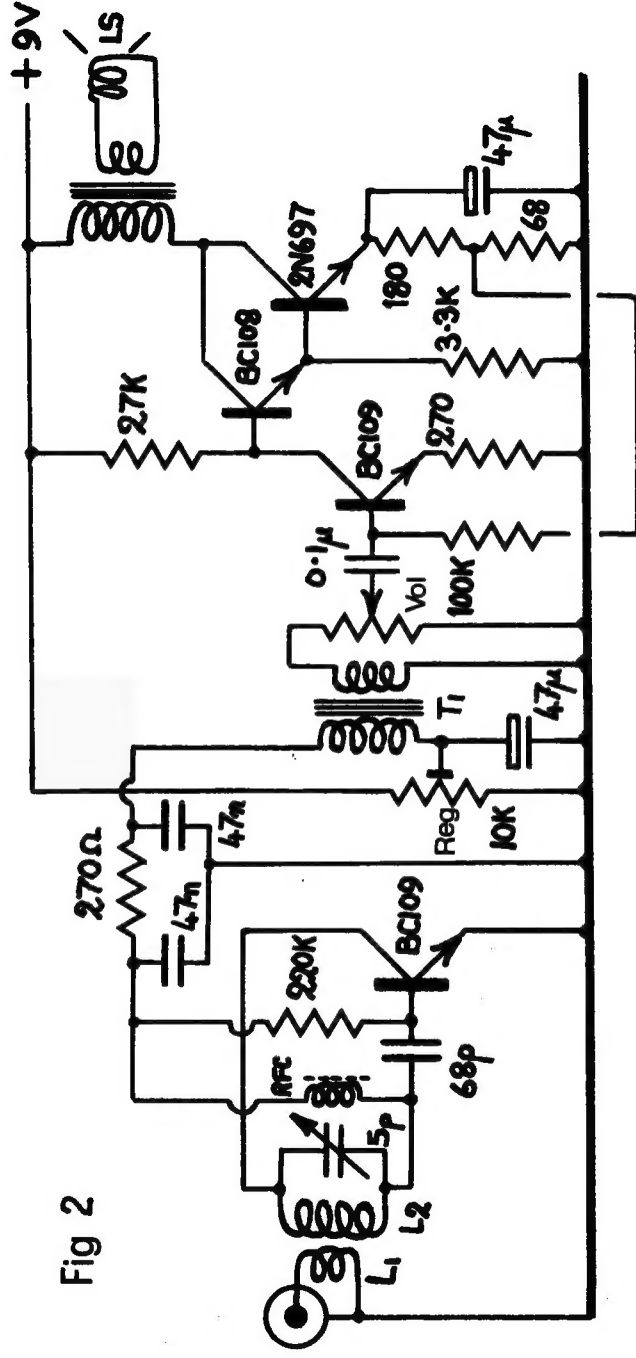 Fig 2
+9V
LS
270Ω
47n
47n
27K
BC108
2N697
220K
RFC
5p
L1
L2
68p
BC109
Reg
10K
T1
47µ
Vol
0·1µ
100K
BC109
270
3·3K
180
68
47µ